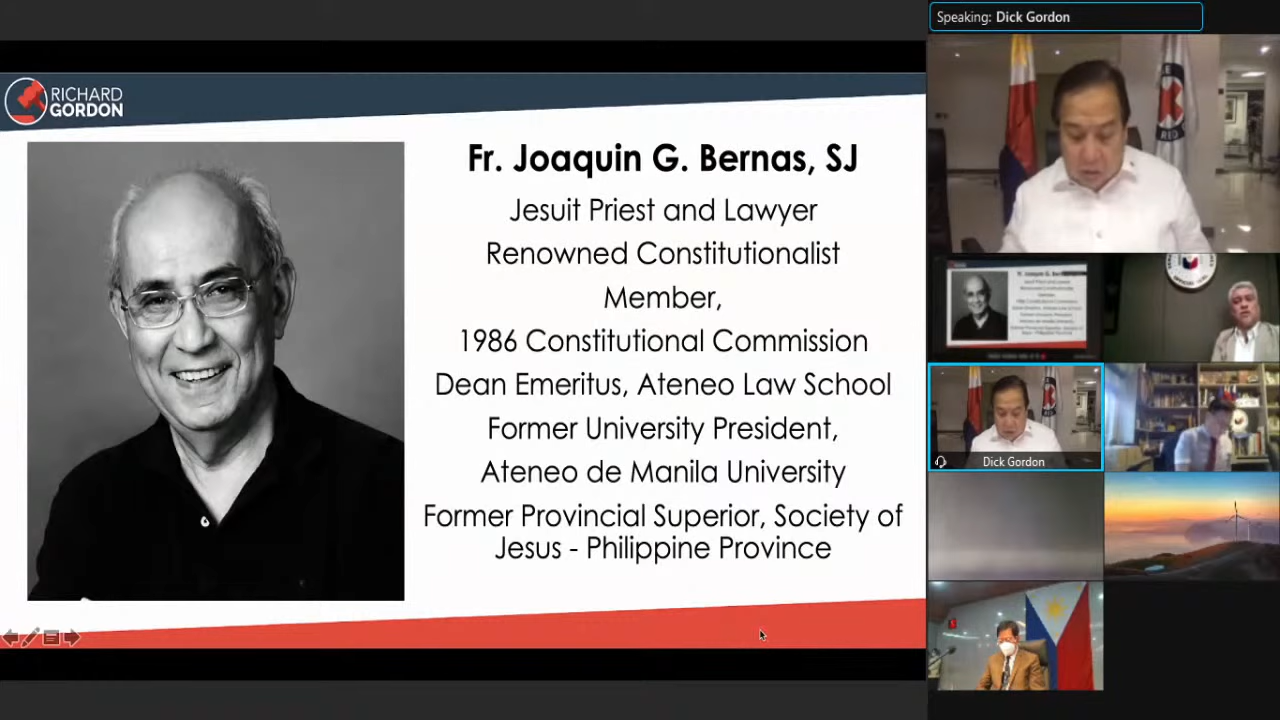 Speaking: Dick Gordon
RICHARD
GORDON
Fr. Joaquin G. Bernas, SJ
Jesuit Priest and Lawyer
Renowned Constitutionalist
Member,
1986 Constitutional Commission
Dean Emeritus, Ateneo Law School
Former University President,
Ateneo de Manila University
Former Provincial Superior, Society of
Jesus - Philippine Province
Dick Gordon